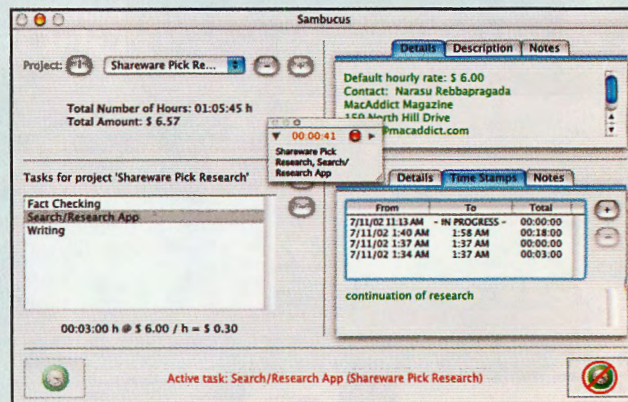 Sambucus
Project:
Shareware Pick Re...
Total Number of Hours: 01:05:45 h
Total Amount: $ 6.57
Details Description Notes
Default hourly rate: $ 6.00
Contact: Narasu Rebbapragada
MacAddict Magazine
150 North Hill Drive
@macaddict.com
00:00:41
Shareware Pick
Research, Search/
Research App
Tasks for project 'Shareware Pick Research'
Fact Checking
Search/Research App
Writing
00:03:00 h @ $ 6.00 / h = $ 0.30
Details Time Stamps Notes
From To Total
7/11/02 11:13 AM - IN PROGRESS - 00:00:00
7/11/02 1:40 AM 1:58 AM 00:18:00
7/11/02 1:37 AM 1:37 AM 00:00:00
7/11/02 1:34 AM 1:37 AM 00:03:00
continuation of research
Active task: Search/Research App (Shareware Pick Research)